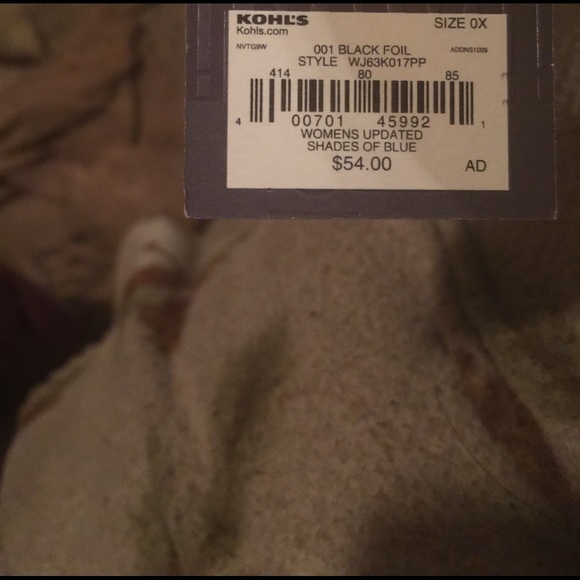 KOHL'S SIZE 0X
Kohls.com
NVTG9W 001 BLACK FOIL ADDNS1009
STYLE WJ63K017PP
414 80 85
4 00701 45992 1
WOMENS UPDATED
SHADES OF BLUE
$54.00 AD